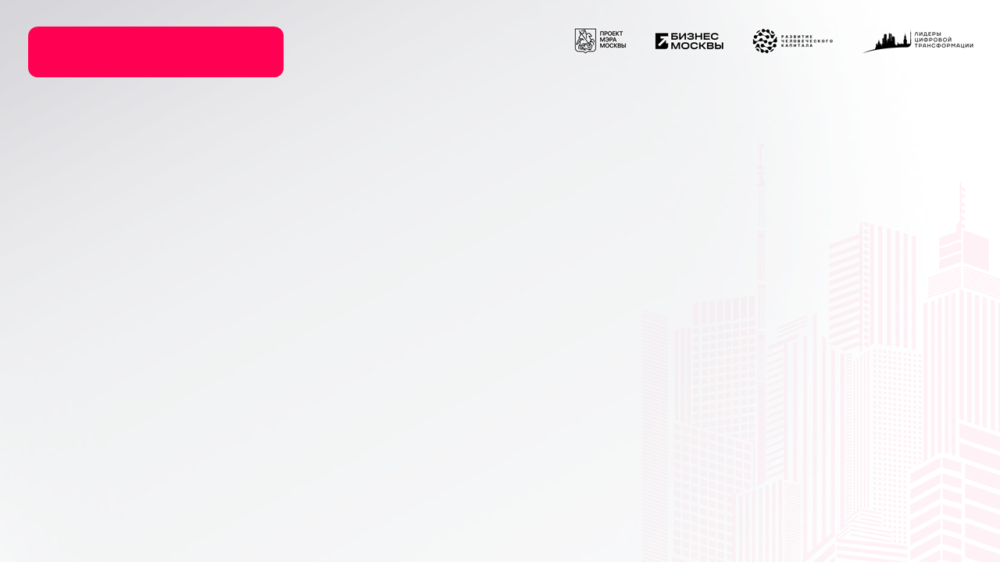 ПРОЕКТ
МЭРА
МОСКВЫ
БИЗНЕС
МОСКВЫ
РАЗВИТИЕ
ЧЕЛОВЕЧЕСКОГО
КАПИТАЛА
ЛИДЕРЫ
ЦИФРОВОЙ
ТРАНСФОРМАЦИИ